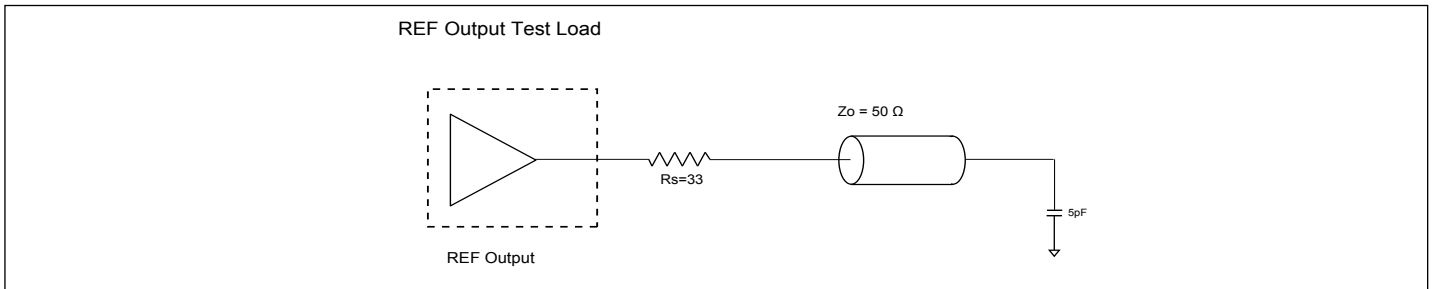 REF Output Test Load
Zo = 50 Ω
Rs=33
5pF
REF Output